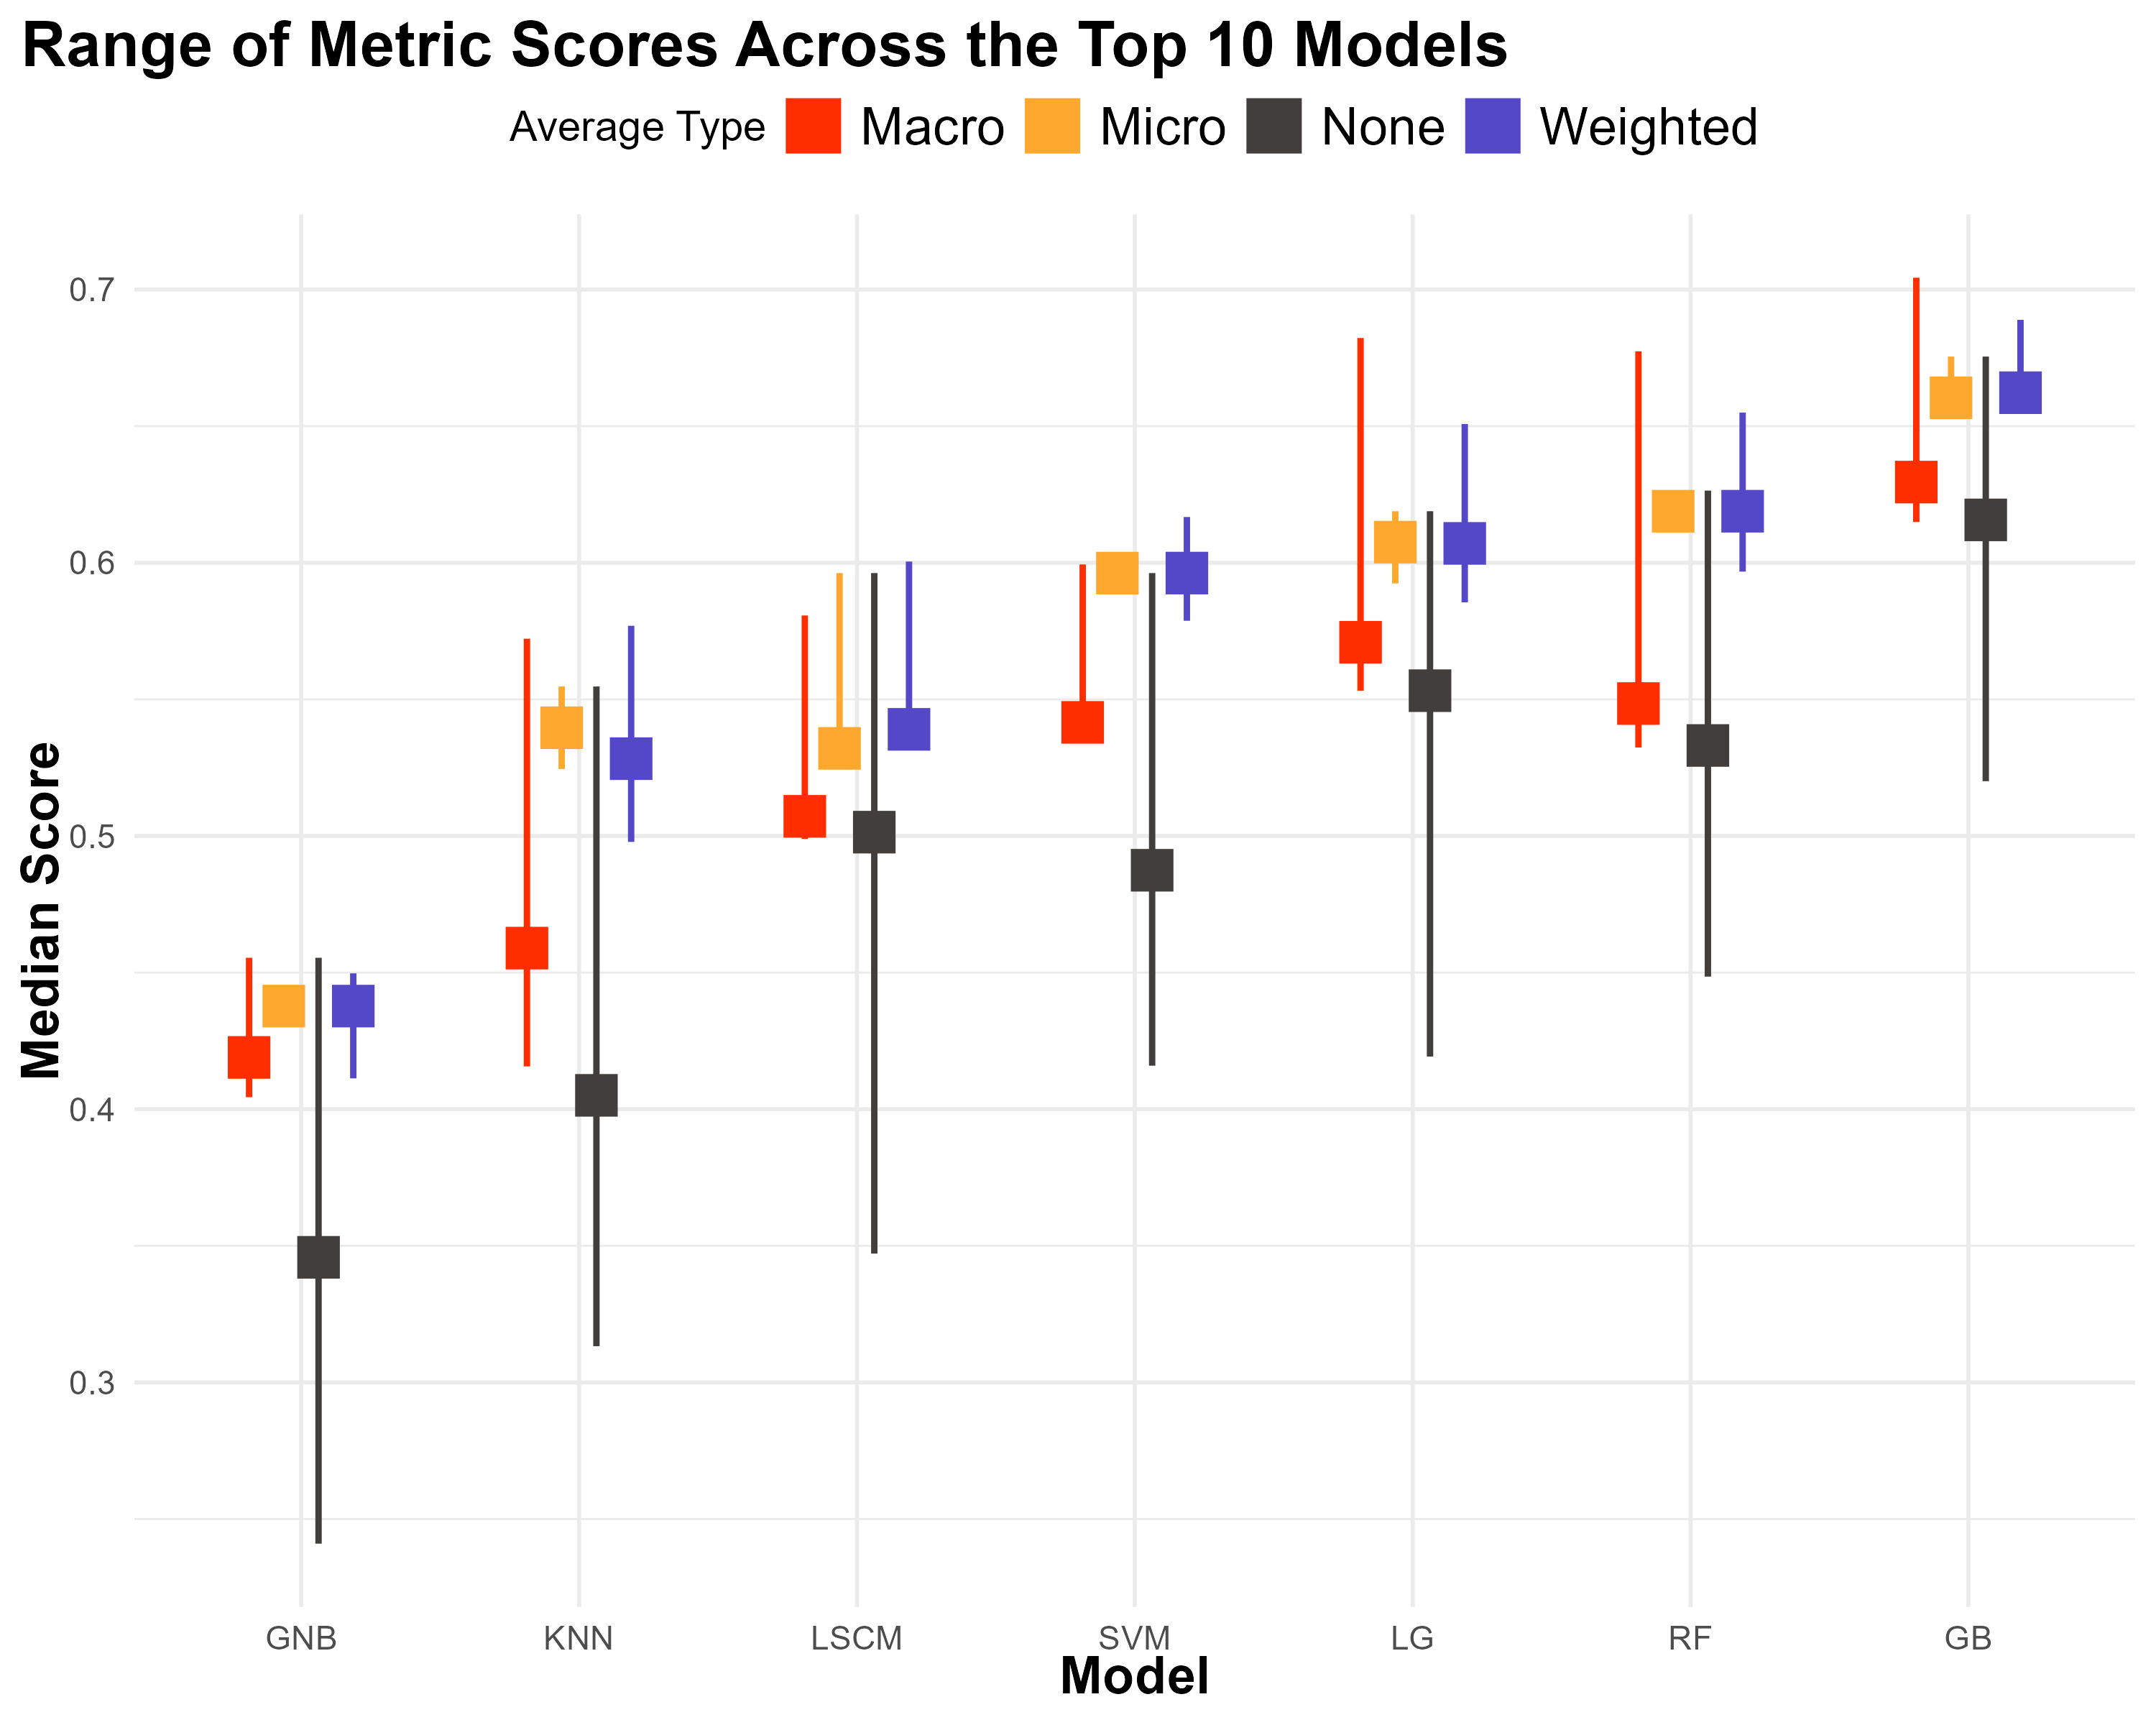 Range of Metric Scores Across the Top 10 Models
Average Type Macro Micro None Weighted
0.7
0.6
0.5
0.4
0.3
Median Score
GNB KNN LSCM SVM LG RF GB
Model